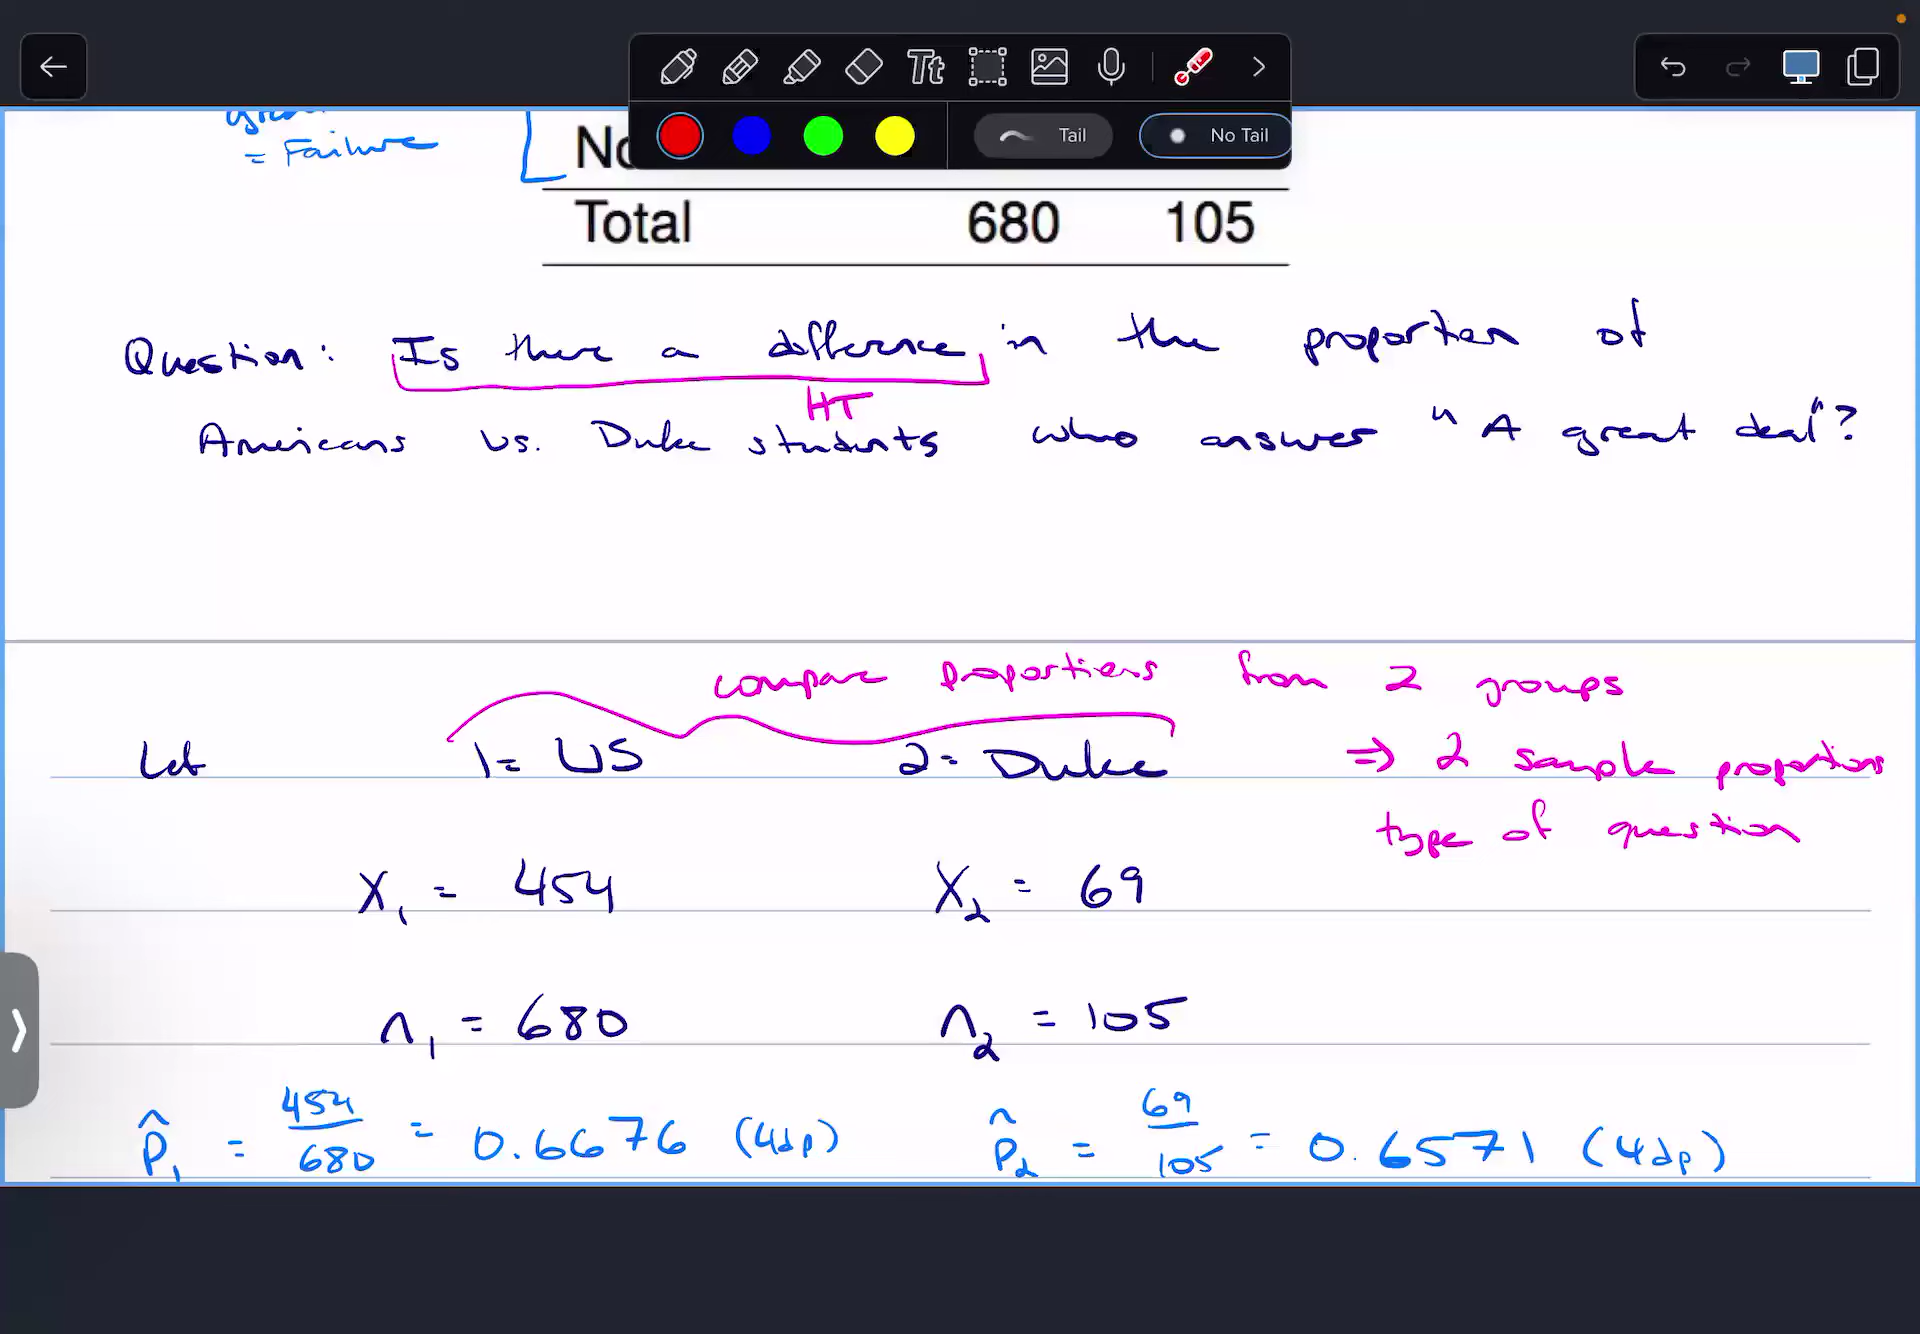 Tt
Tail No Tail
= Failure
No
Total 680 105
Question: Is there a difference in the proportion of
HT
Americans vs. Duke students who answer "A great deal"?
compare proportions from 2 groups
Let 1= US 2= Duke ⇒ 2 sample proportions
type of question
X₁ = 454 X₂ = 69
n₁ = 680 n₂ = 105
p̂₁ = 454/680 = 0.6676 (4dp) p̂₂ = 69/105 = 0.6571 (4dp)